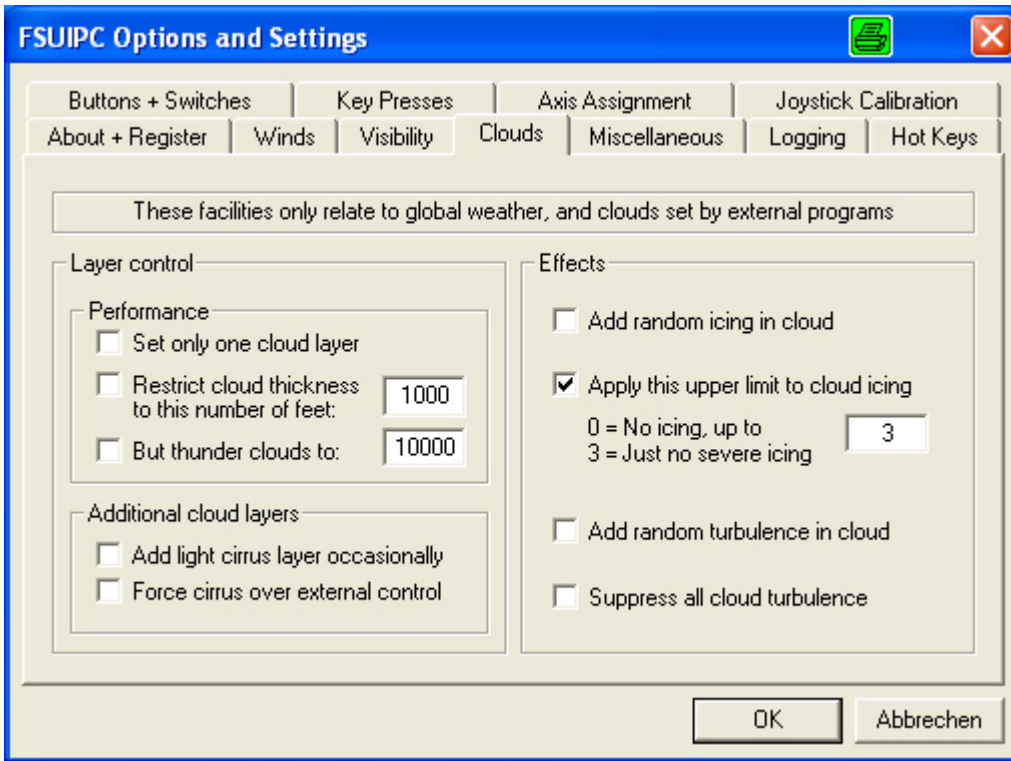 FSUIPC Options and Settings
Buttons + Switches
Key Presses
Axis Assignment
Joystick Calibration
About + Register
Winds
Visibility
Clouds
Miscellaneous
Logging
Hot Keys
These facilities only relate to global weather, and clouds set by external programs
Layer control
Performance
Set only one cloud layer
Restrict cloud thickness
to this number of feet:
1000
But thunder clouds to:
10000
Additional cloud layers
Add light cirrus layer occasionally
Force cirrus over external control
Effects
Add random icing in cloud
Apply this upper limit to cloud icing
0 = No icing, up to
3 = Just no severe icing
3
Add random turbulence in cloud
Suppress all cloud turbulence
OK
Abbrechen